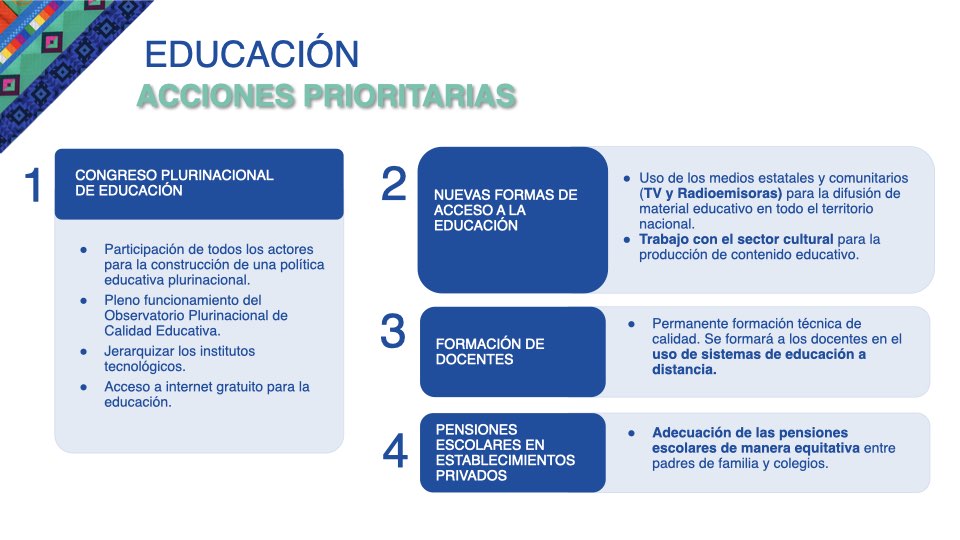 EDUCACIÓN
ACCIONES PRIORITARIAS
1
CONGRESO PLURINACIONAL
DE EDUCACIÓN
● Participación de todos los actores
para la construcción de una política
educativa plurinacional.
● Pleno funcionamiento del
Observatorio Plurinacional de
Calidad Educativa.
● Jerarquizar los institutos
tecnológicos.
● Acceso a internet gratuito para la
educación.
2
NUEVAS FORMAS DE
ACCESO A LA
EDUCACIÓN
● Uso de los medios estatales y comunitarios
(TV y Radioemisoras) para la difusión de
material educativo en todo el territorio
nacional.
● Trabajo con el sector cultural para la
producción de contenido educativo.
3
FORMACIÓN DE
DOCENTES
● Permanente formación técnica de
calidad. Se formará a los docentes en el
uso de sistemas de educación a
distancia.
4
PENSIONES
ESCOLARES EN
ESTABLECIMIENTOS
PRIVADOS
● Adecuación de las pensiones
escolares de manera equitativa entre
padres de familia y colegios.